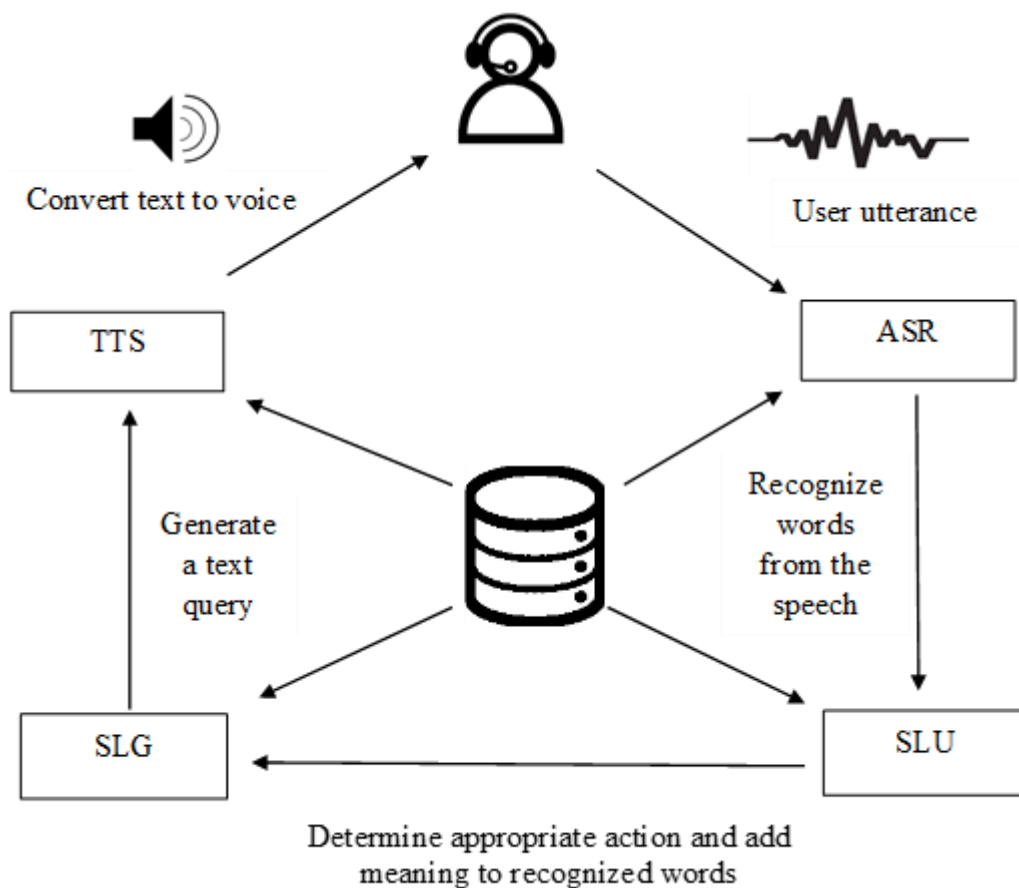 Convert text to voice
User utterance
TTS
ASR
Generate
a text
query
Recognize
words
from the
speech
SLG
SLU
Determine appropriate action and add
meaning to recognized words